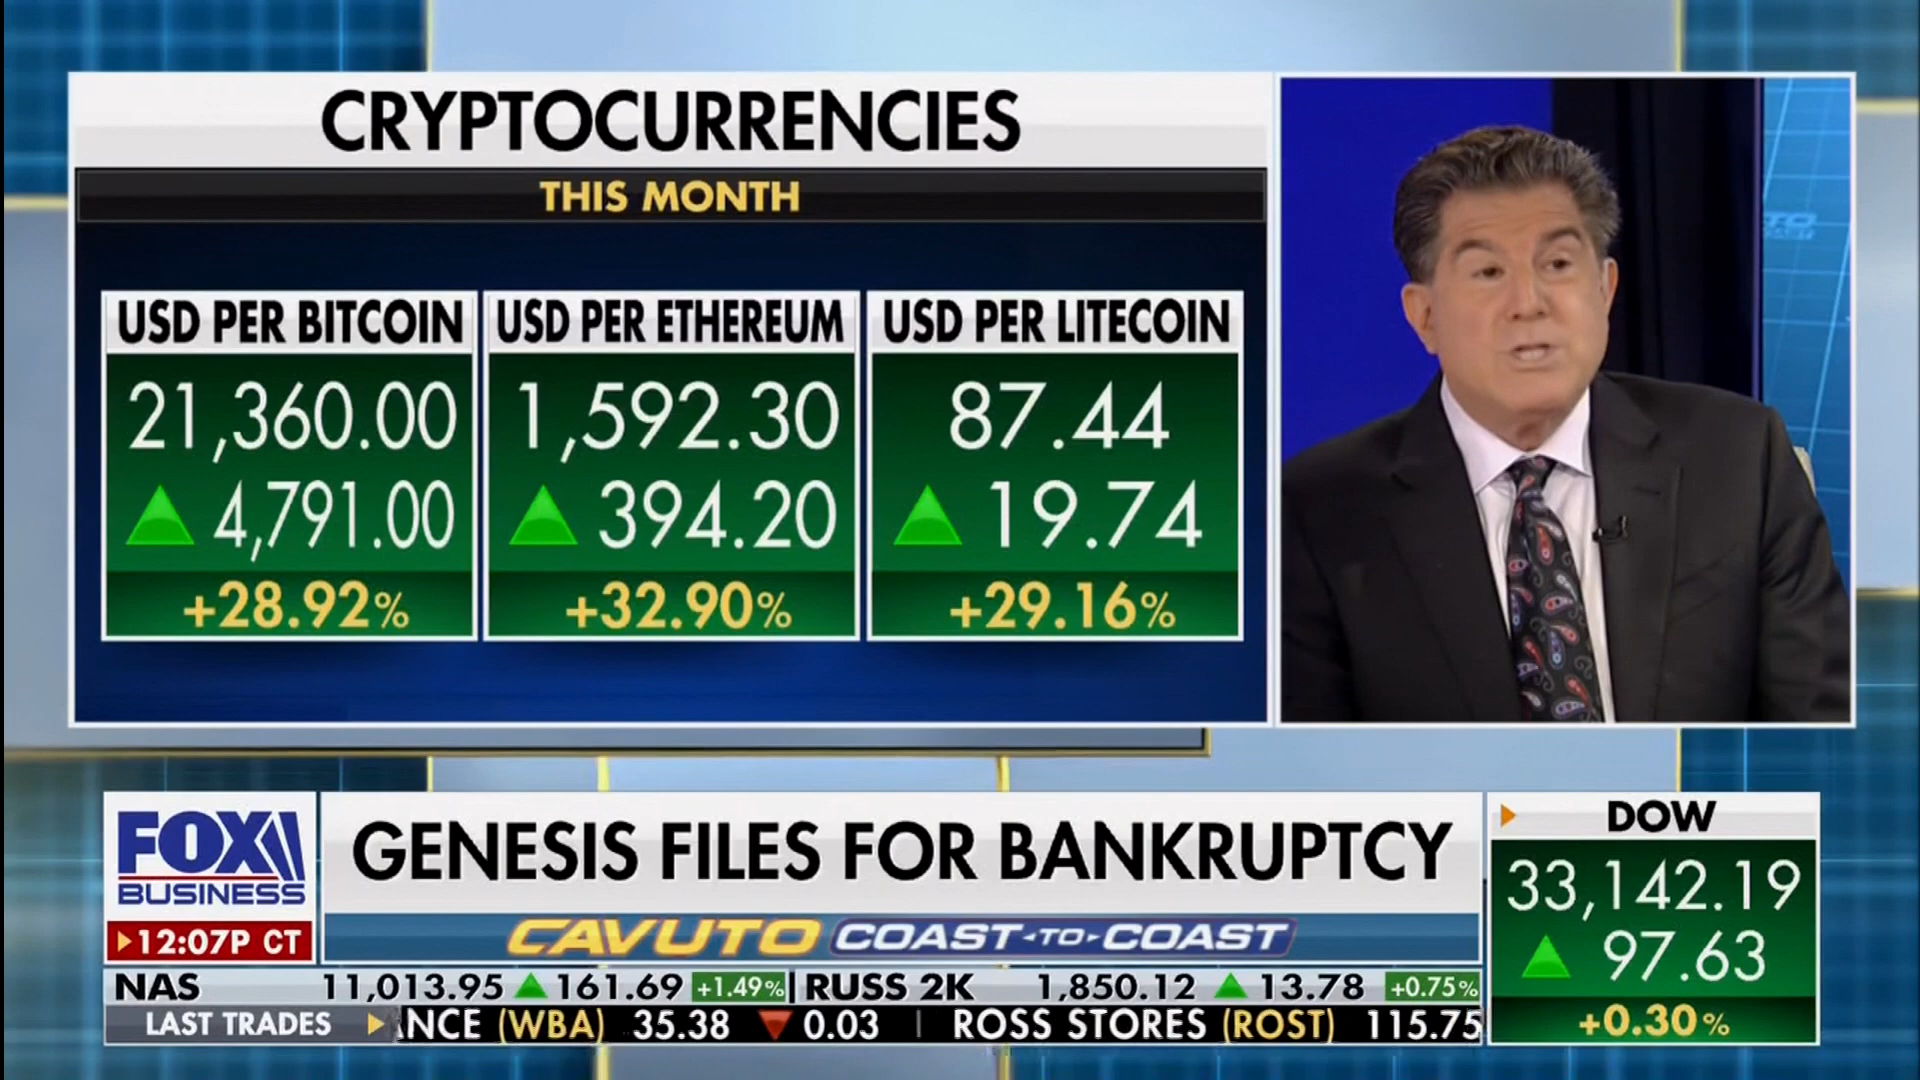 CRYPTOCURRENCIES
THIS MONTH
USD PER BITCOIN
21,360.00
▲ 4,791.00
+28.92%
USD PER ETHEREUM
1,592.30
▲ 394.20
+32.90%
USD PER LITECOIN
87.44
▲ 19.74
+29.16%
FOX
BUSINESS
12:07P CT
GENESIS FILES FOR BANKRUPTCY
CAVUTO COAST-TO-COAST
DOW
33,142.19
▲ 97.63
+0.30%
NAS 11,013.95 ▲ 161.69 +1.49% RUSS 2K 1,850.12 ▲ 13.78 +0.75%
LAST TRADES NCE (WBA) 35.38 ▼ 0.03 | ROSS STORES (ROST) 115.75